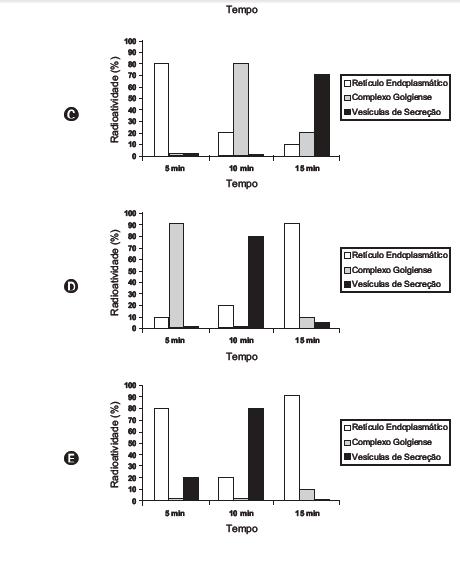 Tempo
C
Radioatividade (%)
100
90
80
70
60
50
40
30
20
10
0
5 min
10 min
15 min
Tempo
Retículo Endoplasmático
Complexo Golgiense
Vesículas de Secreção
D
Radioatividade (%)
100
90
80
70
60
50
40
30
20
10
0
5 min
10 min
15 min
Tempo
Retículo Endoplasmático
Complexo Golgiense
Vesículas de Secreção
E
Radioatividade (%)
100
90
80
70
60
50
40
30
20
10
0
5 min
10 min
15 min
Tempo
Retículo Endoplasmático
Complexo Golgiense
Vesículas de Secreção